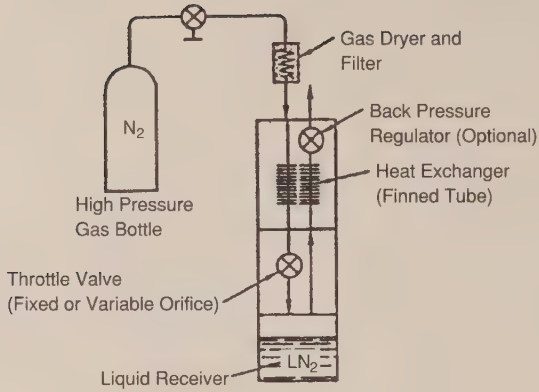 Gas Dryer and
Filter
N₂
Back Pressure
Regulator (Optional)
Heat Exchanger
(Finned Tube)
High Pressure
Gas Bottle
Throttle Valve
(Fixed or Variable Orifice)
LN₂
Liquid Receiver